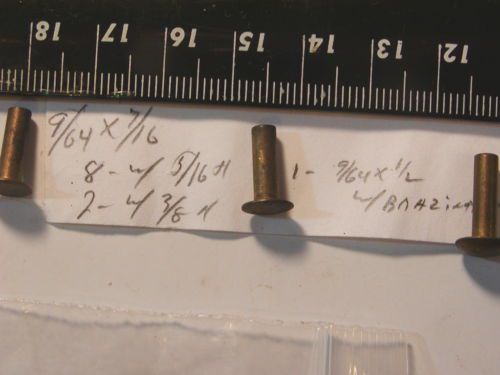 18 17 16 15 14 13 12
9/64 X 7/16
8 - w/ 5/16 H
2 - w/ 3/8 H
1 - 9/64 X 1/2
w/ BRAZING